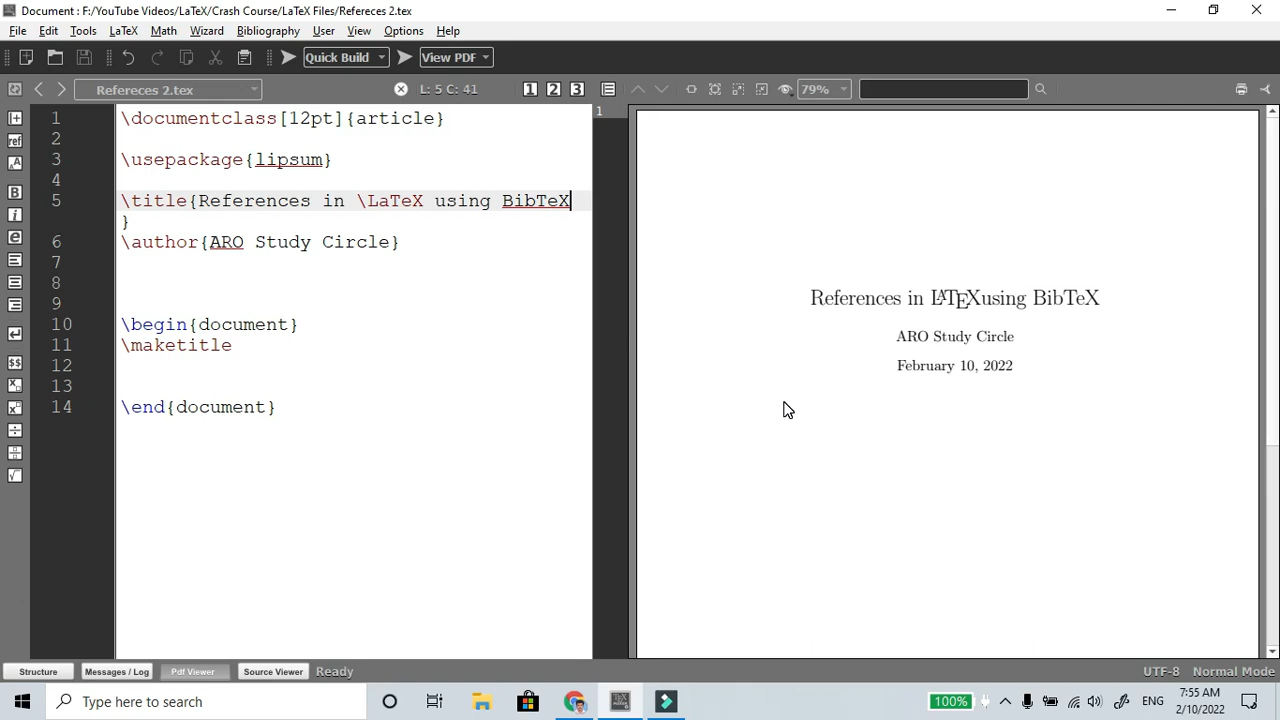 Document : F:/YouTube Videos/LaTeX/Crash Course/LaTeX Files/Refereces 2.tex
File Edit Tools LaTeX Math Wizard Bibliography User View Options Help
Quick Build View PDF
Refereces 2.tex L: 5 C: 41 1 2 3 79%
1 \documentclass[12pt]{article}
2
3 \usepackage{lipsum}
4
5 \title{References in \LaTeX using BibTeX
}
6 \author{ARO Study Circle}
7
8
9
10 \begin{document}
11 \maketitle
12
13
14 \end{document}
1
References in LATEXusing BibTeX
ARO Study Circle
February 10, 2022
Structure Messages / Log Pdf Viewer Source Viewer Ready UTF-8 Normal Mode
Type here to search 100% ENG 7:55 AM
2/10/2022